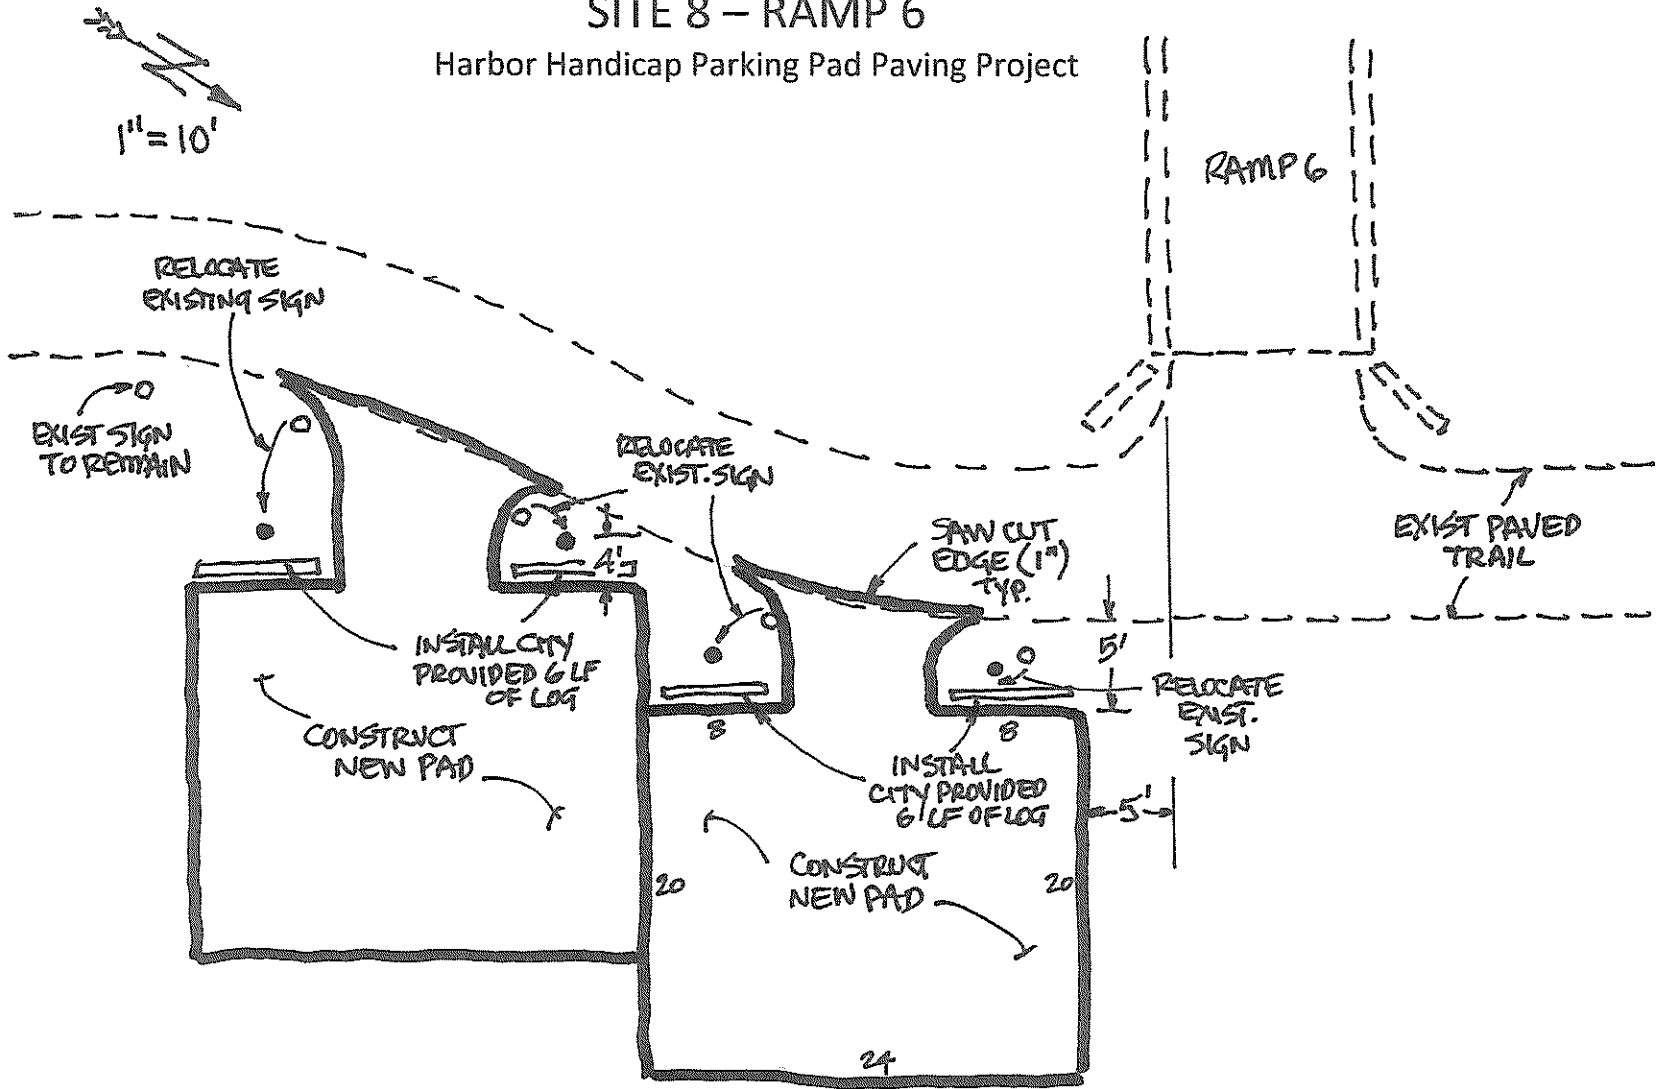 SITE 8 – RAMP 6
Harbor Handicap Parking Pad Paving Project
1"=10'
RAMP 6
RELOCATE
EXISTING SIGN
EXIST SIGN
TO REMAIN
RELOCATE
EXIST. SIGN
4'
SAW CUT
EDGE (1")
TYP.
EXIST PAVED
TRAIL
5'
INSTALL CITY
PROVIDED 6 LF
OF LOG
RELOCATE
EXIST.
SIGN
8
8
CONSTRUCT
NEW PAD
INSTALL
CITY PROVIDED
6 LF OF LOG
5'
CONSTRUCT
NEW PAD
20
20
24